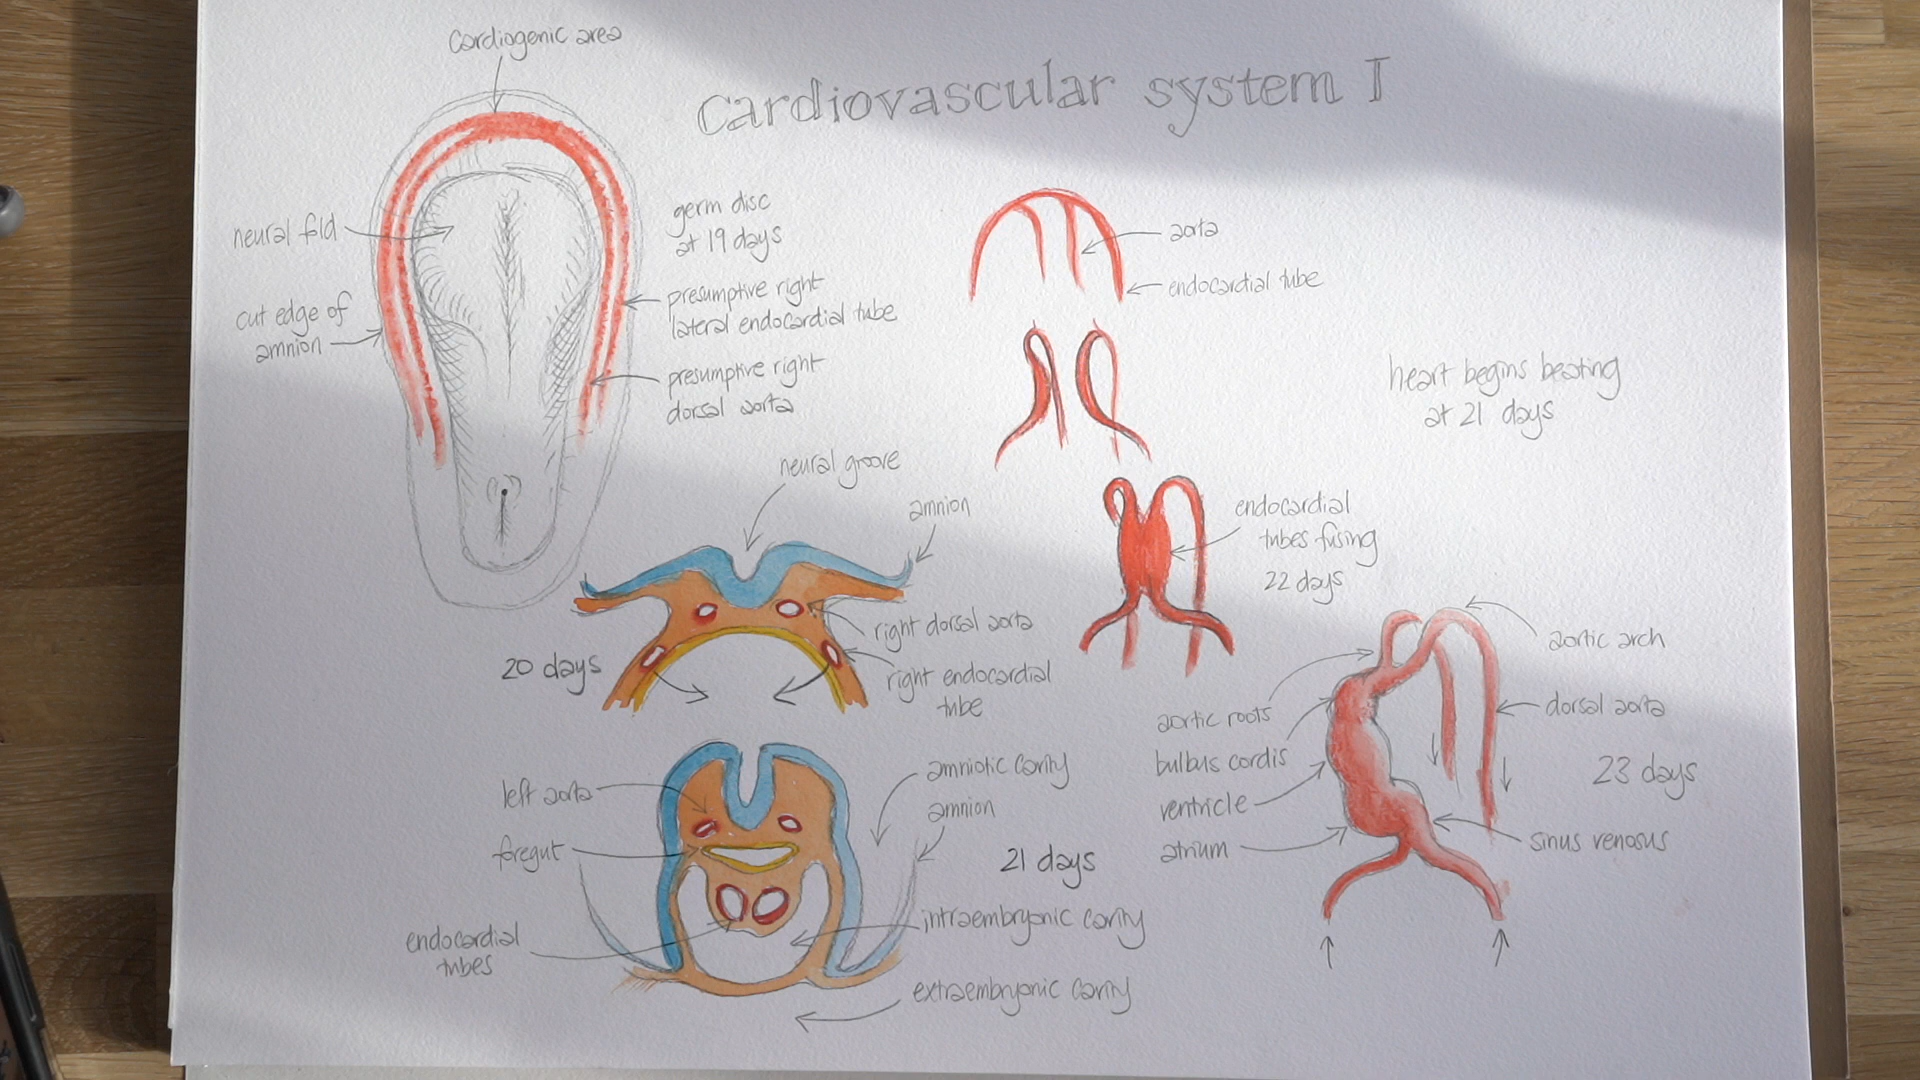 Cardiogenic area
Cardiovascular system I
neural fold
cut edge of
amnion
germ disc
at 19 days
presumptive right
lateral endocardial tube
presumptive right
dorsal aorta
aorta
endocardial tube
heart begins beating
at 21 days
neural groove
amnion
right dorsal aorta
right endocardial
tube
20 days
endocardial
tubes fusing
22 days
left aorta
foregut
endocardial
tubes
amniotic cavity
amnion
21 days
intraembryonic cavity
extraembryonic cavity
aortic arch
aortic roots
dorsal aorta
bulbus cordis
23 days
ventricle
atrium
sinus venosus